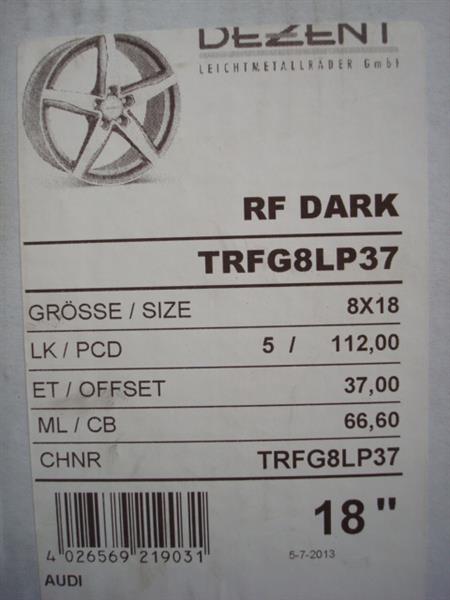 DEZENT
LEICHTMETALLRÄDER GmbH
RF DARK
TRFG8LP37
GRÖSSE / SIZE 8X18
LK / PCD 5 / 112,00
ET / OFFSET 37,00
ML / CB 66,60
CHNR TRFG8LP37
18"
4 026569 219031
5-7-2013
AUDI